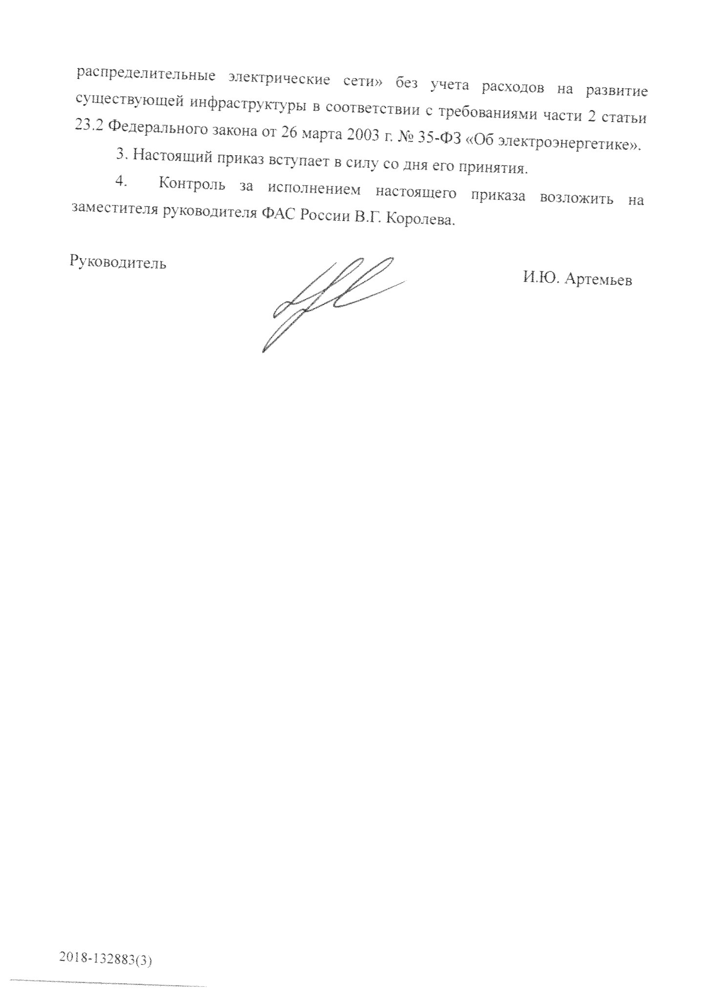 распределительные электрические сети» без учета расходов на развитие
существующей инфраструктуры в соответствии с требованиями части 2 статьи
23.2 Федерального закона от 26 марта 2003 г. № 35-ФЗ «Об электроэнергетике».
3. Настоящий приказ вступает в силу со дня его принятия.
4. Контроль за исполнением настоящего приказа возложить на
заместителя руководителя ФАС России В.Г. Королева.
Руководитель
И.Ю. Артемьев
2018-132883(3)